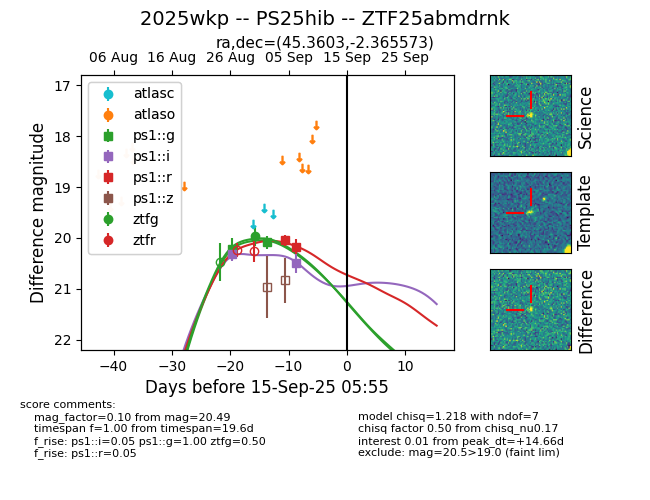 2025wkp -- PS25hib -- ZTF25abmdrnk
ra,dec=(45.3603,-2.365573)
06 Aug 16 Aug 26 Aug 05 Sep 15 Sep 25 Sep
17
18
19
20
21
22
Difference magnitude
atlasc
atlaso
ps1::g
ps1::i
ps1::r
ps1::z
ztfg
ztfr
−40 −30 −20 −10 0 10
Days before 15-Sep-25 05:55
Science
Template
Difference
score comments:
mag_factor=0.10 from mag=20.49
timespan f=1.00 from timespan=19.6d
f_rise: ps1::i=0.05 ps1::g=1.00 ztfg=0.50
f_rise: ps1::r=0.05
model chisq=1.218 with ndof=7
chisq factor 0.50 from chisq_nu0.17
interest 0.01 from peak_dt=+14.66d
exclude: mag=20.5>19.0 (faint lim)